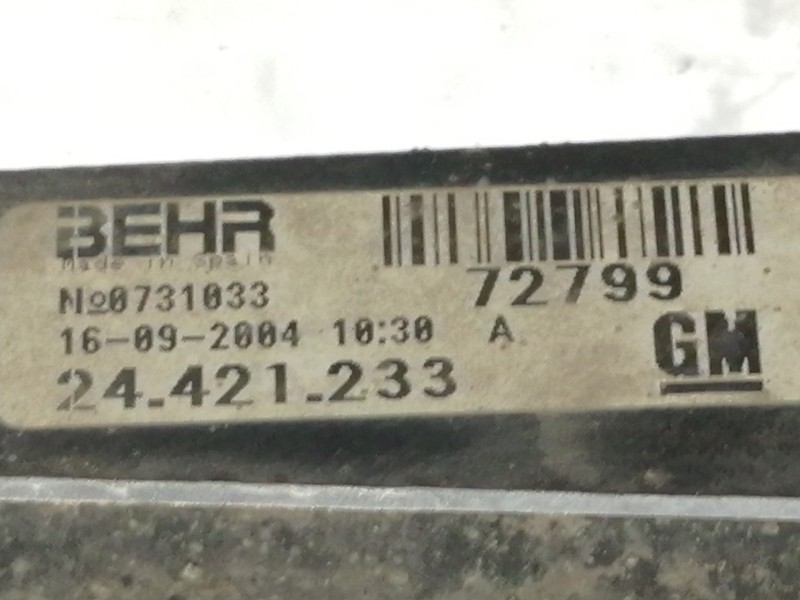 BEHR
Made in Spain
72799
№0731033
16-09-2004 10:30 A
GM
24.421.233